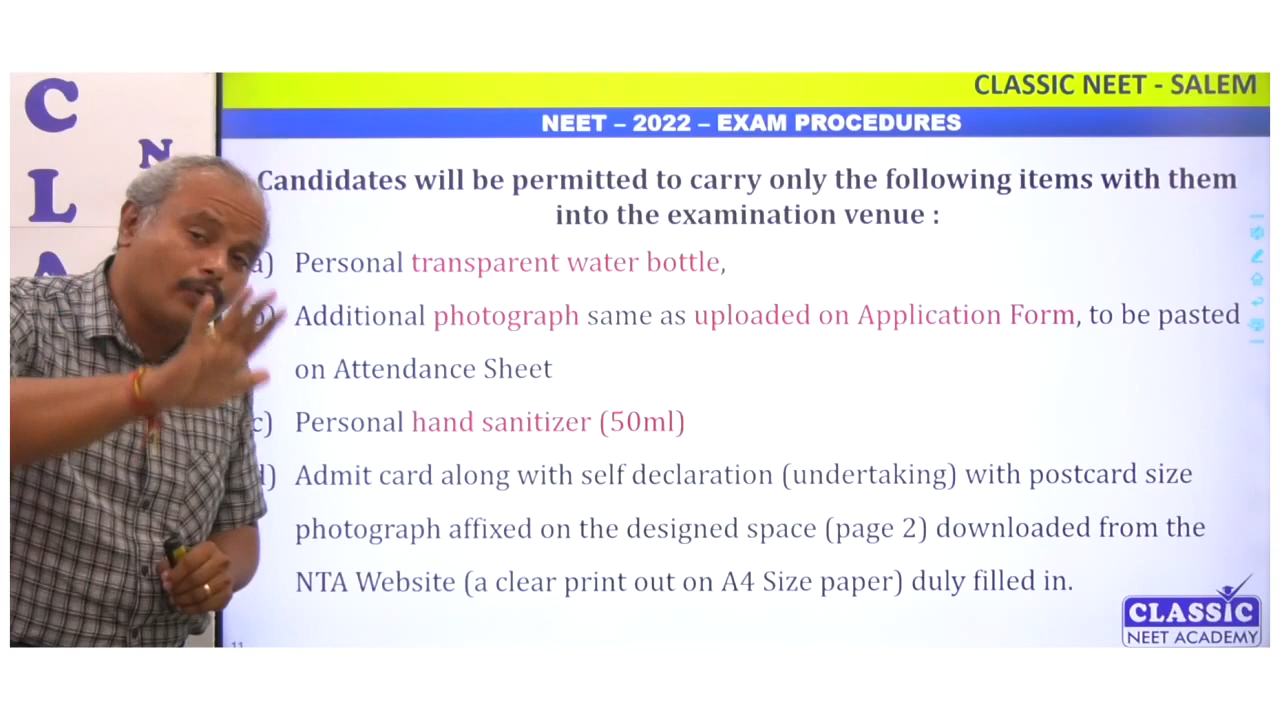 C
L
A
N
CLASSIC NEET - SALEM
NEET – 2022 – EXAM PROCEDURES
Candidates will be permitted to carry only the following items with them
into the examination venue :
a) Personal transparent water bottle,
b) Additional photograph same as uploaded on Application Form, to be pasted
on Attendance Sheet
c) Personal hand sanitizer (50ml)
d) Admit card along with self declaration (undertaking) with postcard size
photograph affixed on the designed space (page 2) downloaded from the
NTA Website (a clear print out on A4 Size paper) duly filled in.
11
CLASSIC
NEET ACADEMY